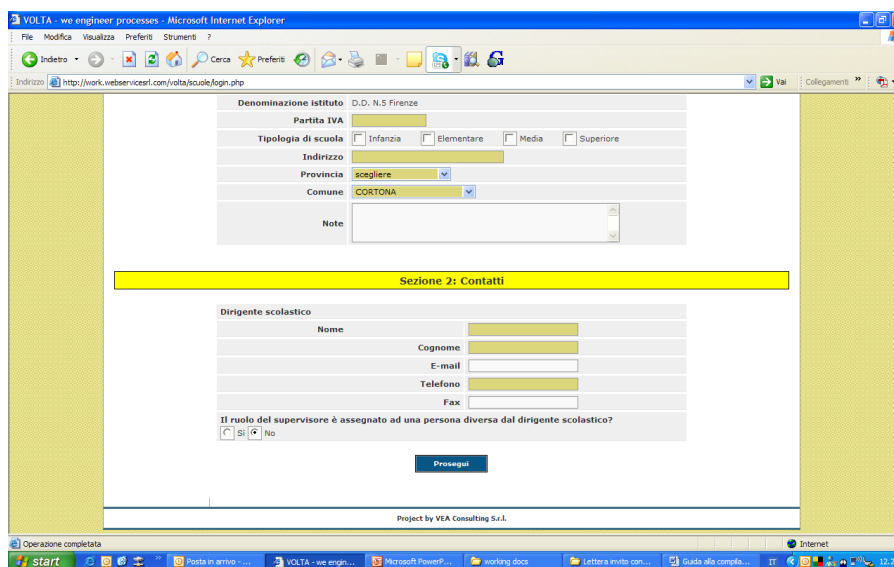 VOLTA - we engineer processes - Microsoft Internet Explorer
File Modifica Visualizza Preferiti Strumenti ?
Indietro Cerca Preferiti
Indirizzo http://work.webservicesrl.com/volta/scuole/login.php Vai Collegamenti »
Denominazione istituto D.D. N.5 Firenze
Partita IVA
Tipologia di scuola Infanzia Elementare Media Superiore
Indirizzo
Provincia scegliere
Comune CORTONA
Note
Sezione 2: Contatti
Dirigente scolastico
Nome
Cognome
E-mail
Telefono
Fax
Il ruolo del supervisore è assegnato ad una persona diversa dal dirigente scolastico?
Sì No
Prosegui
Project by VEA Consulting S.r.l.
Operazione completata Internet
start » Posta in arrivo - ... VOLTA - we engin... Microsoft PowerP... working docs Lettera invito con... Guida alla compila... IT